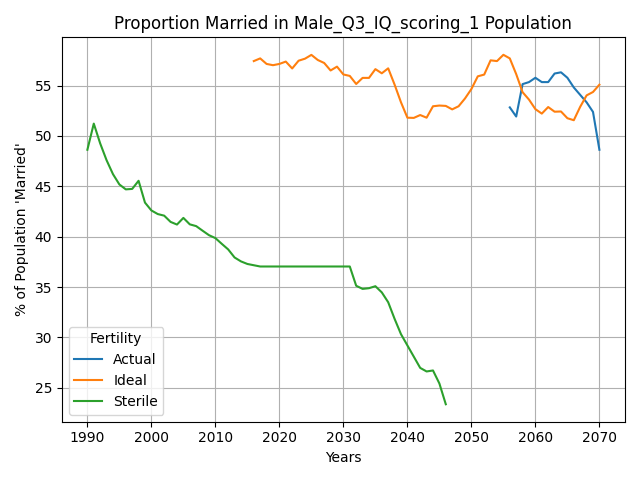 Proportion Married in Male_Q3_IQ_scoring_1 Population
% of Population 'Married'
55
50
45
40
35
30
25
Fertility
Actual
Ideal
Sterile
1990 2000 2010 2020 2030 2040 2050 2060 2070
Years